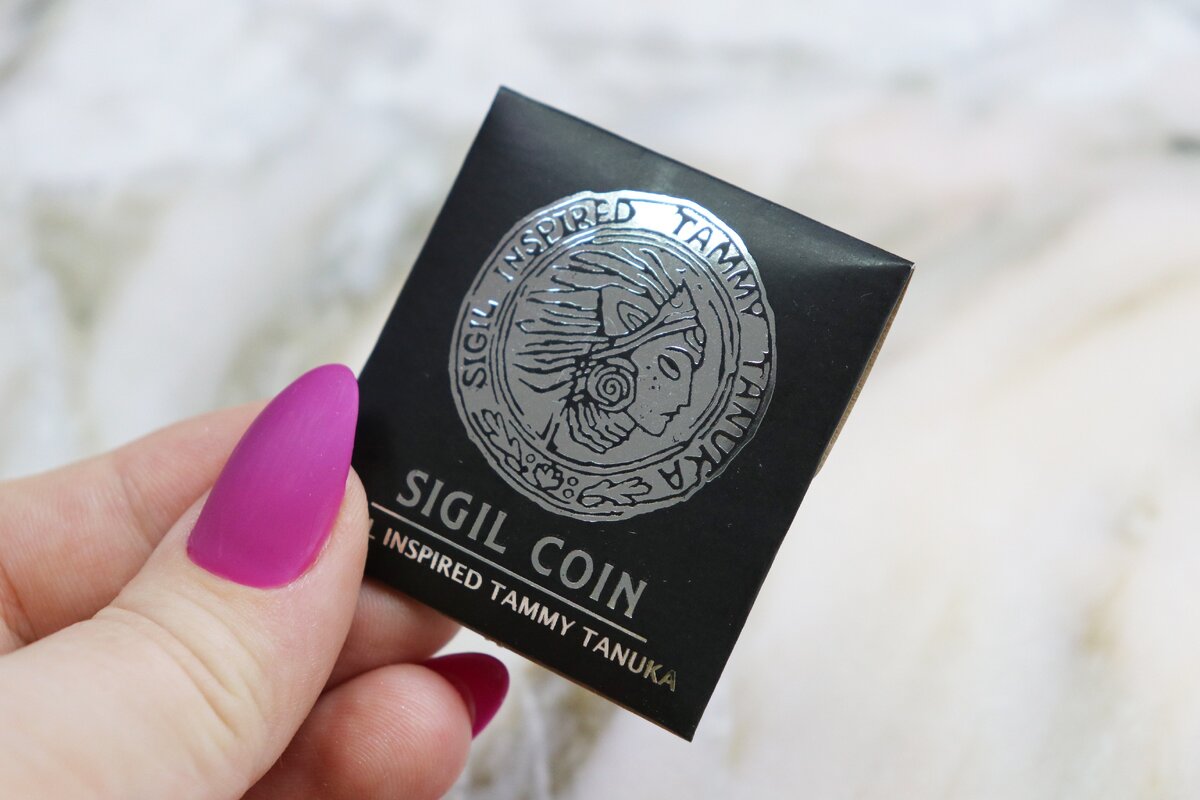 SIGIL INSPIRED TAMMY TANUKA
SIGIL COIN
L INSPIRED TAMMY TANUKA